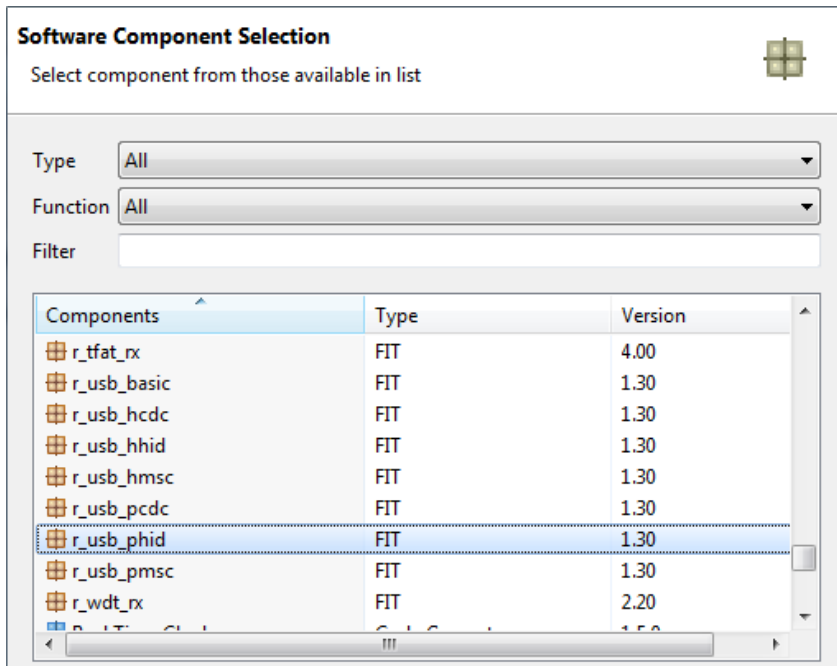 Software Component Selection
Select component from those available in list
Type All
Function All
Filter
Components Type Version
r_tfat_rx FIT 4.00
r_usb_basic FIT 1.30
r_usb_hcdc FIT 1.30
r_usb_hhid FIT 1.30
r_usb_hmsc FIT 1.30
r_usb_pcdc FIT 1.30
r_usb_phid FIT 1.30
r_usb_pmsc FIT 1.30
r_wdt_rx FIT 2.20